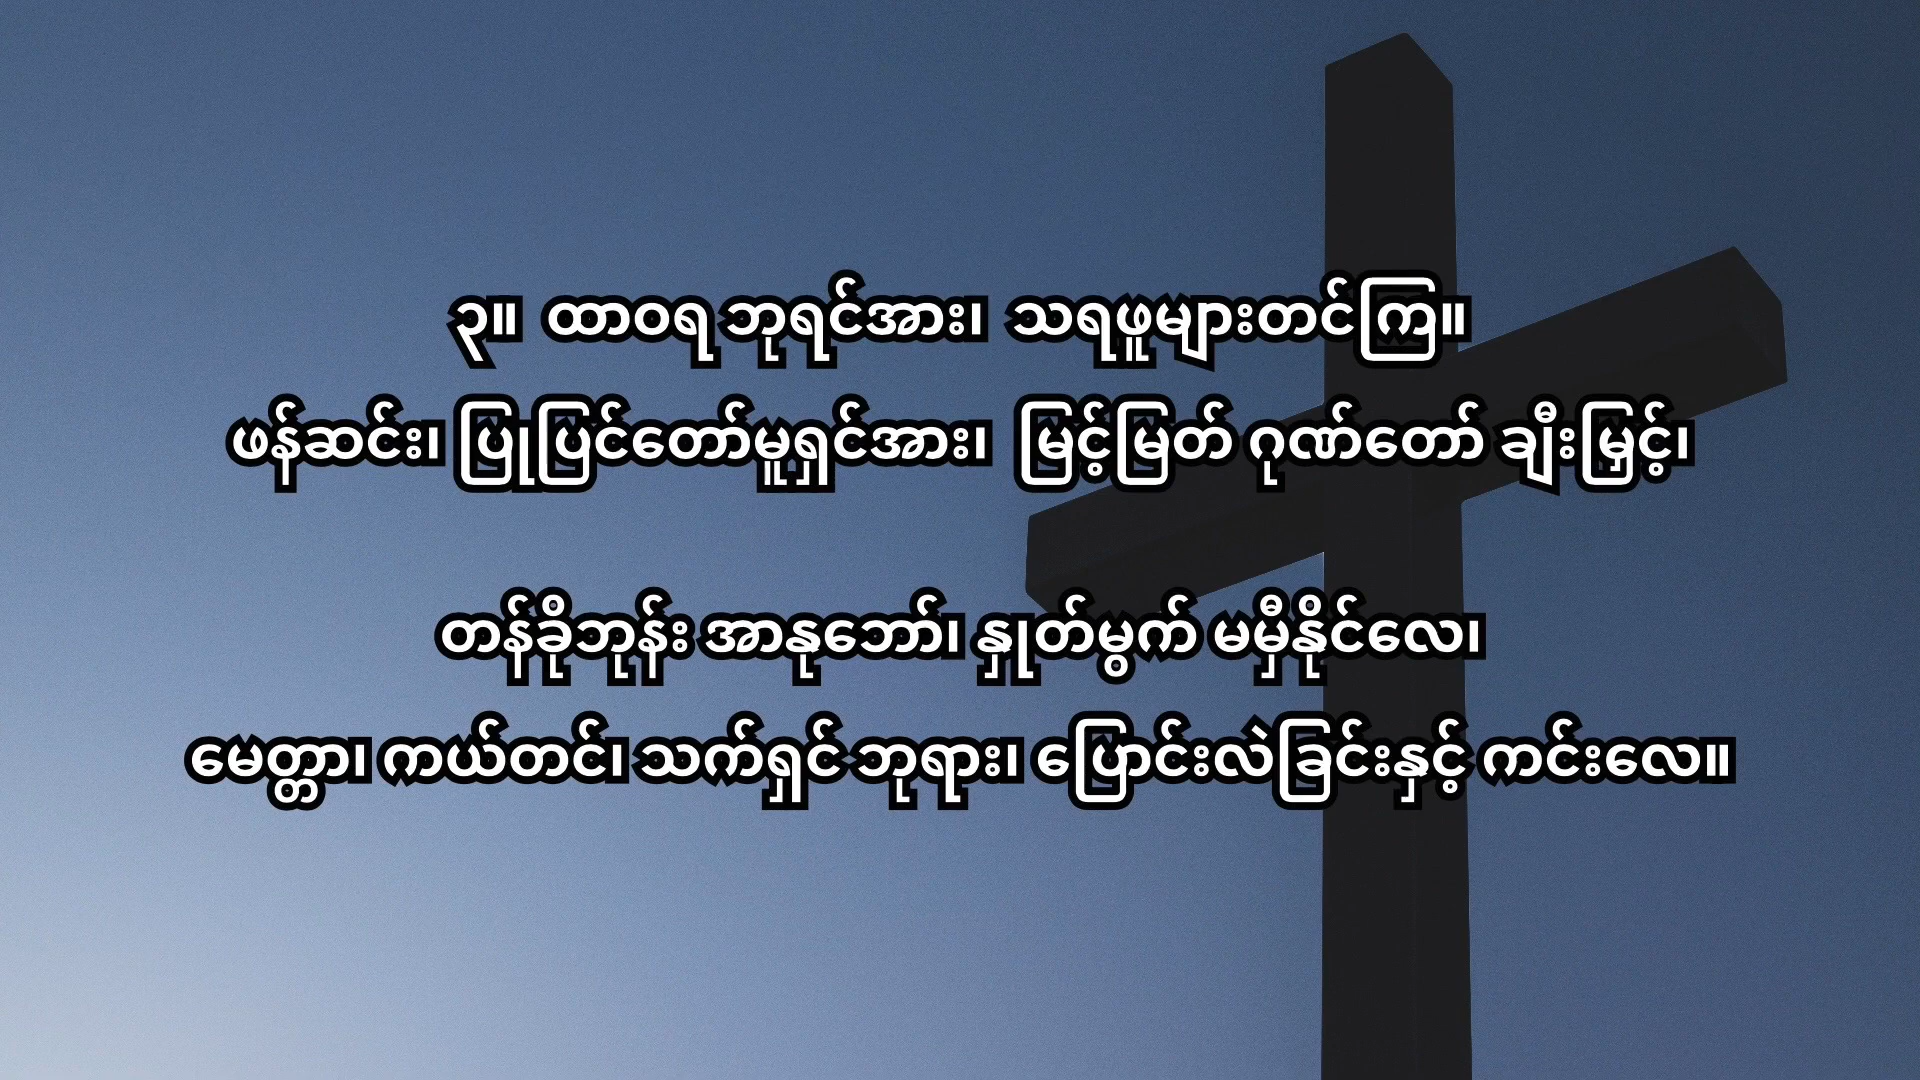 ၃။ ထာဝရ ဘုရင်အား၊ သရဖူများတင်ကြ။
ဖန်ဆင်း၊ ပြုပြင်တော်မူရှင်အား၊ မြင့်မြတ် ဂုဏ်တော် ချီးမြှင့်၊
တန်ခိုဘုန်း အာနုဘော်၊ နှုတ်မွက် မမှီနိုင်လေ၊
မေတ္တာ၊ ကယ်တင်၊ သက်ရှင် ဘုရား၊ ပြောင်းလဲခြင်းနှင့် ကင်းလေ။